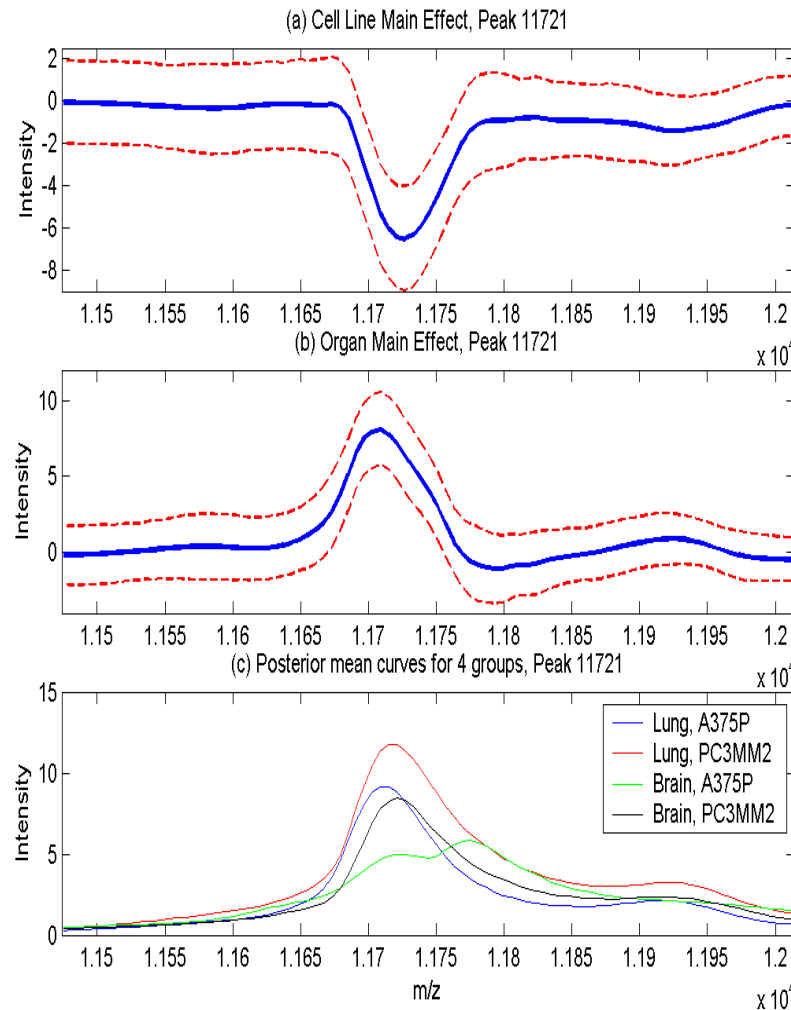 (a) Cell Line Main Effect, Peak 11721
Intensity
2
0
-2
-4
-6
-8
1.15 1.155 1.16 1.165 1.17 1.175 1.18 1.185 1.19 1.195 1.2
x 10
(b) Organ Main Effect, Peak 11721
Intensity
10
5
0
1.15 1.155 1.16 1.165 1.17 1.175 1.18 1.185 1.19 1.195 1.2
x 10
(c) Posterior mean curves for 4 groups, Peak 11721
Intensity
15
10
5
0
Lung, A375P
Lung, PC3MM2
Brain, A375P
Brain, PC3MM2
1.15 1.155 1.16 1.165 1.17 1.175 1.18 1.185 1.19 1.195 1.2
m/z
x 10